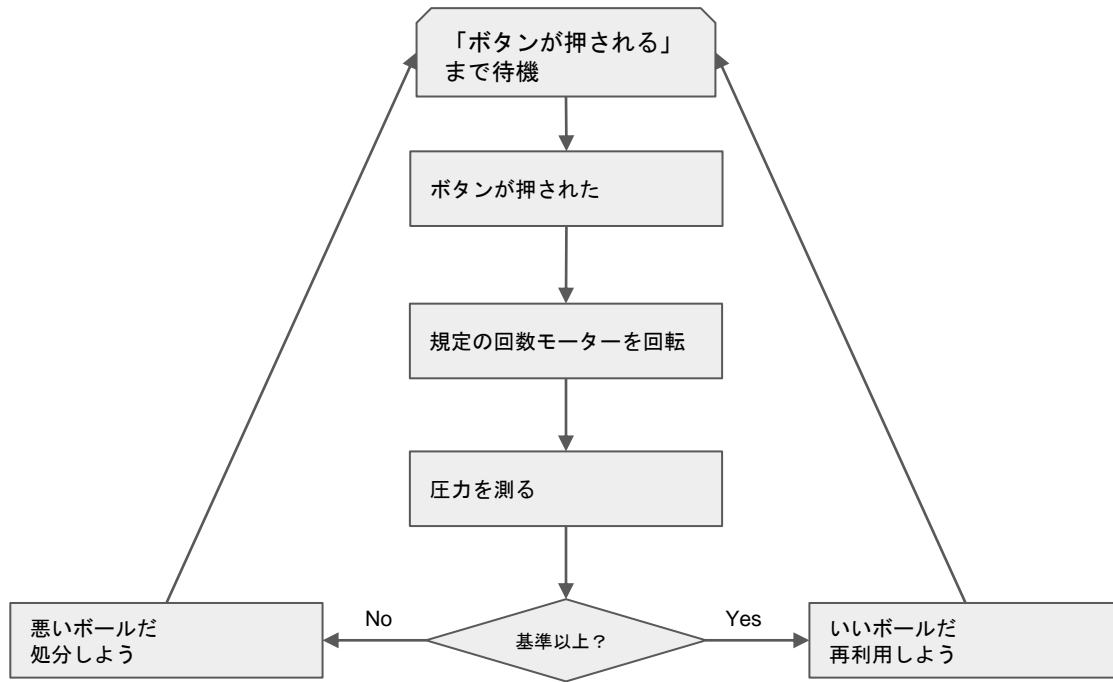 「ボタンが押される」
まで待機
ボタンが押された
規定の回数モーターを回転
圧力を測る
No
Yes
悪いボールだ
処分しよう
基準以上？
いいボールだ
再利用しよう